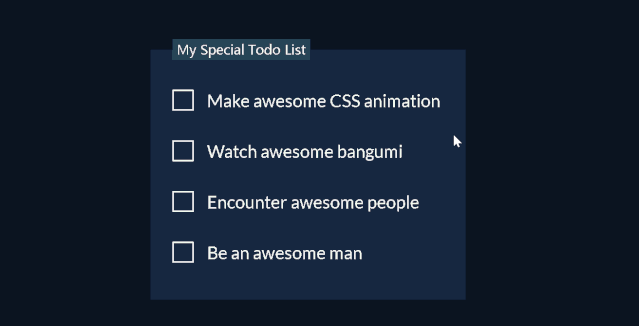 My Special Todo List
Make awesome CSS animation
Watch awesome bangumi
Encounter awesome people
Be an awesome man